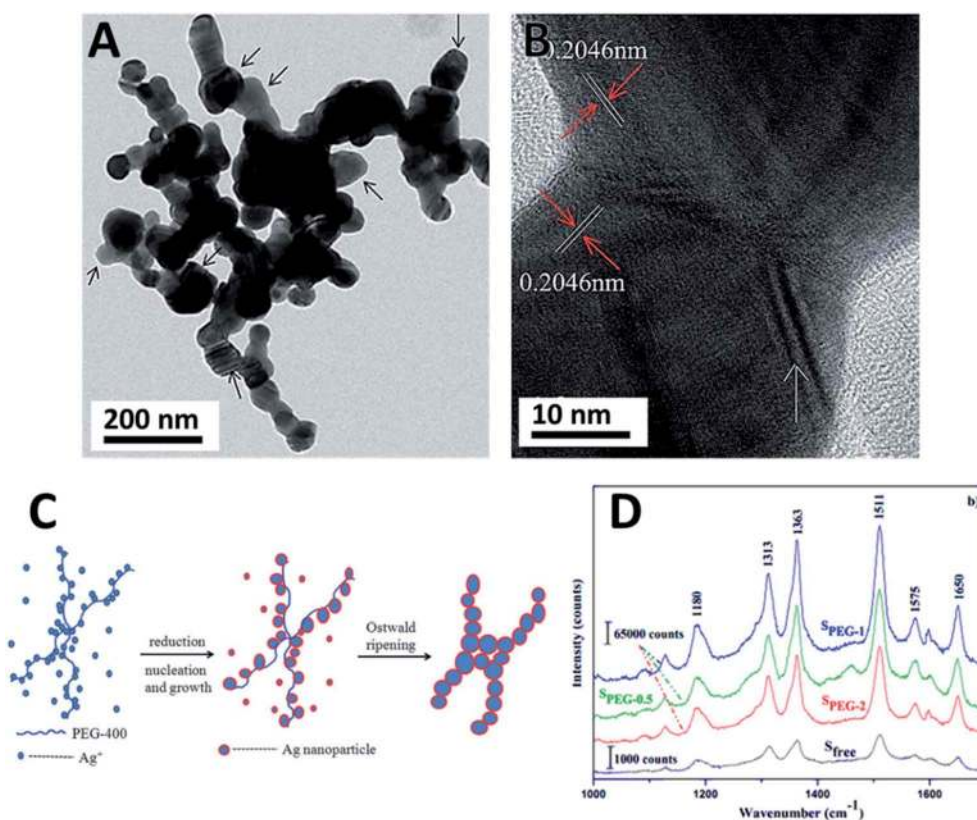 A
200 nm
B
0.2046nm
0.2046nm
10 nm
C
reduction
nucleation
and growth
Ostwald
ripening
PEG-400
Ag⁺
Ag nanoparticle
D
b)
Intensity (counts)
65000 counts
1000 counts
1180
1313
1363
1511
1575
1650
SPEG-1
SPEG-0.5
SPEG-2
Sfree
1000
1200
1400
1600
Wavenumber (cm⁻¹)